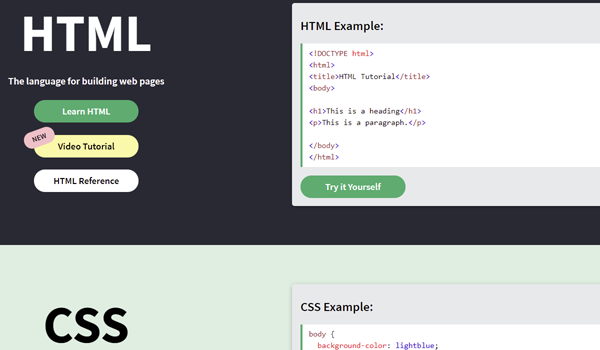 HTML
The language for building web pages
Learn HTML
NEW
Video Tutorial
HTML Reference
HTML Example:
<!DOCTYPE html>
<html>
<title>HTML Tutorial</title>
<body>
<h1>This is a heading</h1>
<p>This is a paragraph.</p>
</body>
</html>
Try it Yourself
CSS
CSS Example:
body {
background-color: lightblue;